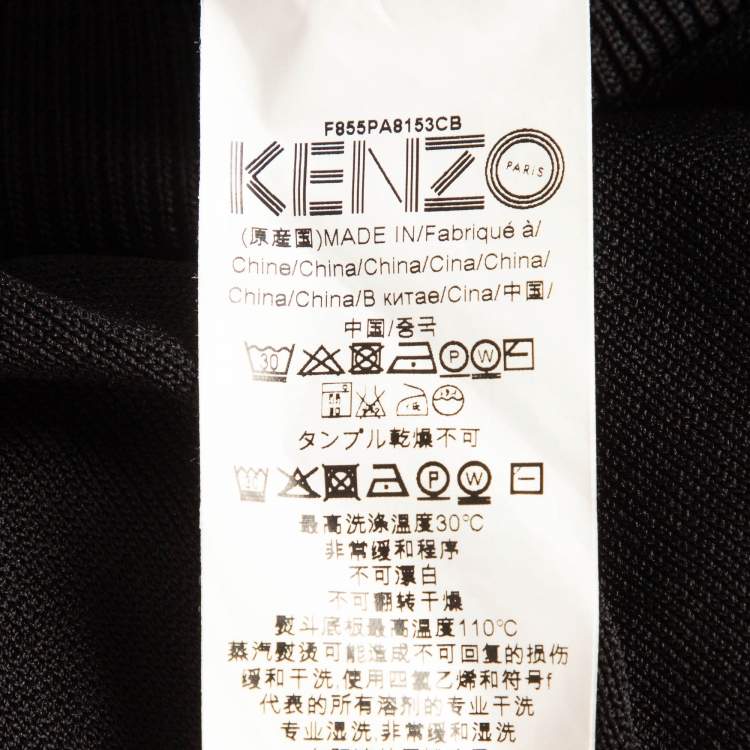 F855PA8153CB
KENZO PARIS
(原産国)MADE IN/Fabriqué à/
Chine/China/China/Cina/China/
China/China/В китае/Cina/中国/
中国/중국
30 P W
タンブル乾燥不可
30 P W
最高洗涤温度30℃
非常缓和程序
不可漂白
不可翻转干燥
熨斗底板最高温度110℃
蒸汽熨烫可能造成不可回复的损伤
缓和干洗,使用四氯乙烯和符号f
代表的所有溶剂的专业干洗
专业湿洗,非常缓和湿洗